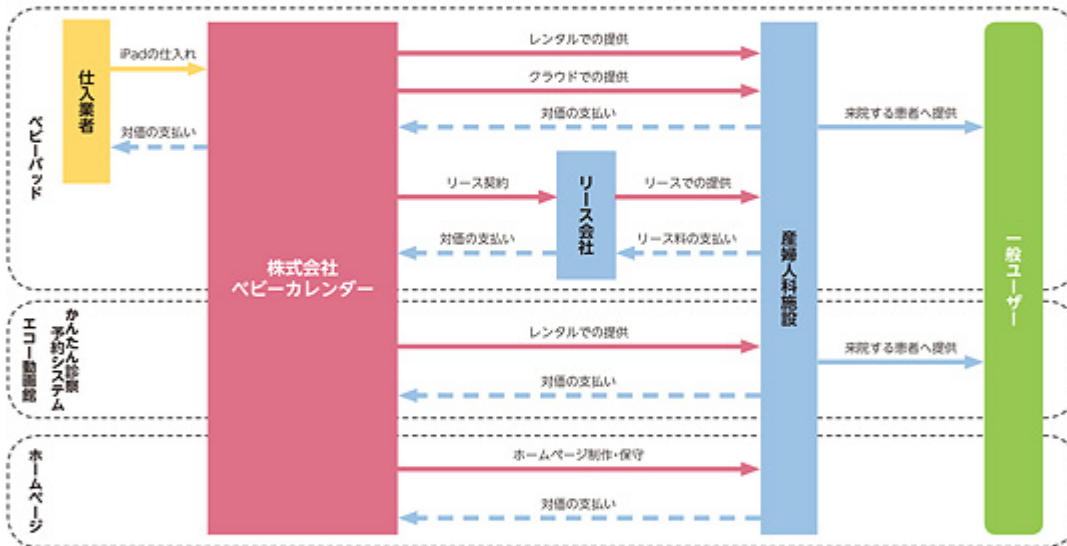 ベビーパッド
仕入業者
iPadの仕入れ
対価の支払い
株式会社
ベビーカレンダー
レンタルでの提供
クラウドでの提供
対価の支払い
リース契約
対価の支払い
リース会社
リースでの提供
リース料の支払い
産婦人科施設
来院する患者へ提供
一般ユーザー
かんたん診察
予約システム
エコー動画館
レンタルでの提供
対価の支払い
来院する患者へ提供
ホームページ
ホームページ制作・保守
対価の支払い